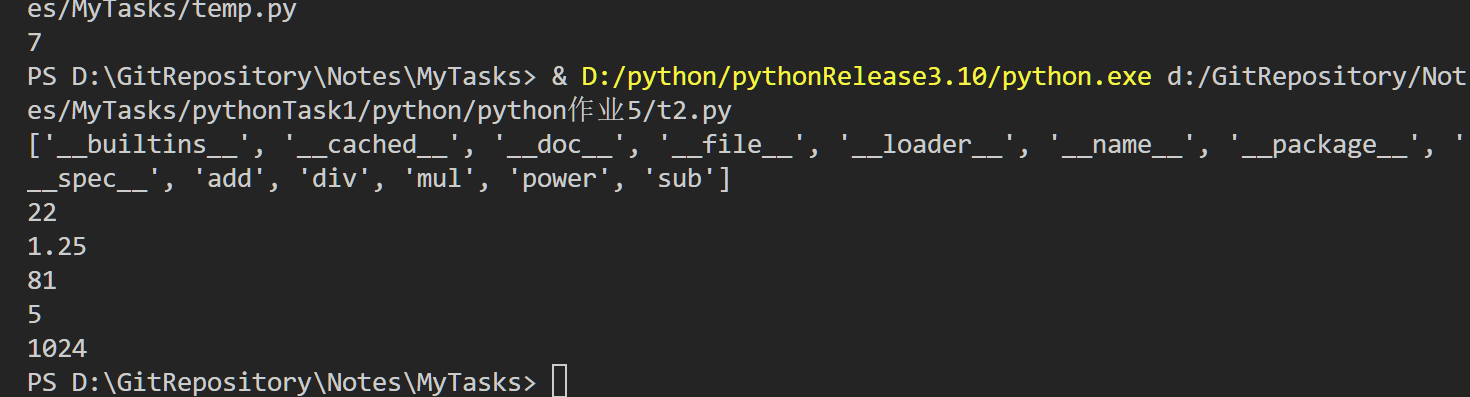 es/MyTasks/temp.py
7
PS D:\GitRepository\Notes\MyTasks> & D:/python/pythonRelease3.10/python.exe d:/GitRepository/Not
es/MyTasks/pythonTask1/python/python作业5/t2.py
['__builtins__', '__cached__', '__doc__', '__file__', '__loader__', '__name__', '__package__', '
__spec__', 'add', 'div', 'mul', 'power', 'sub']
22
1.25
81
5
1024
PS D:\GitRepository\Notes\MyTasks>